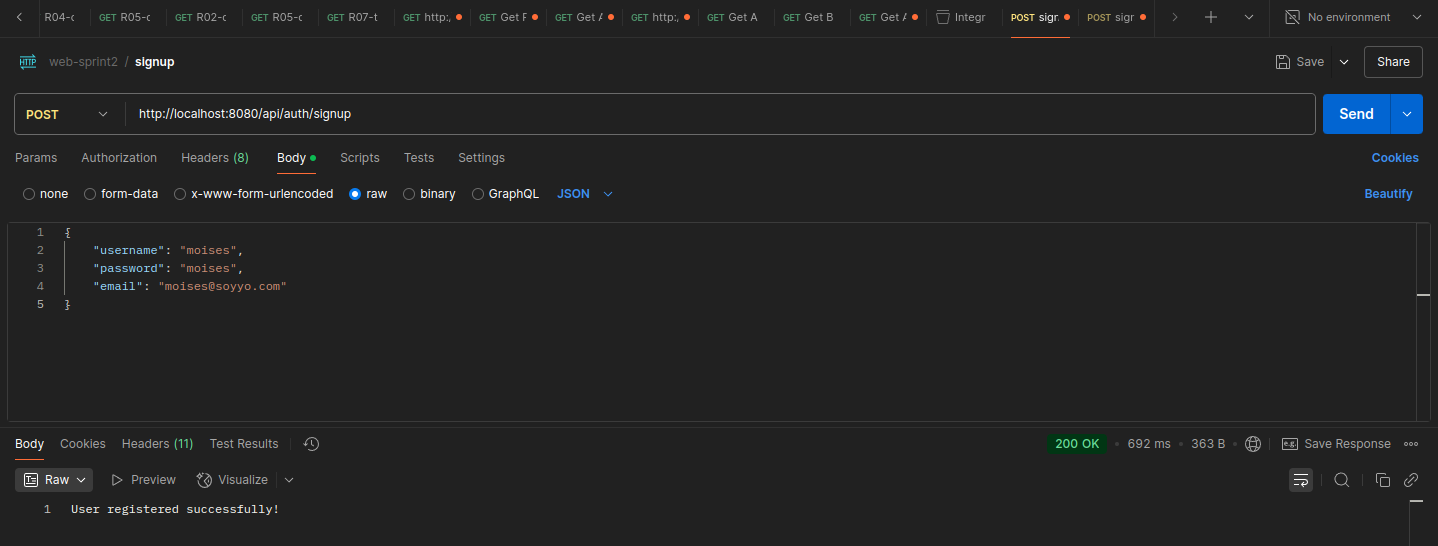 R04-c GET R05-c GET R02-c GET R05-c GET R07-t GET http:, GET Get F GET Get A GET http:, GET Get A GET Get B GET Get A Integr POST sigr POST sigr No environment
HTTP web-sprint2 / signup Save Share
POST http://localhost:8080/api/auth/signup Send
Params Authorization Headers (8) Body Scripts Tests Settings Cookies
none form-data x-www-form-urlencoded raw binary GraphQL JSON Beautify
1 {
2 "username": "moises",
3 "password": "moises",
4 "email": "moises@soyyo.com"
5 }
Body Cookies Headers (11) Test Results 200 OK 692 ms 363 B e.g. Save Response
Raw Preview Visualize
1 User registered successfully!